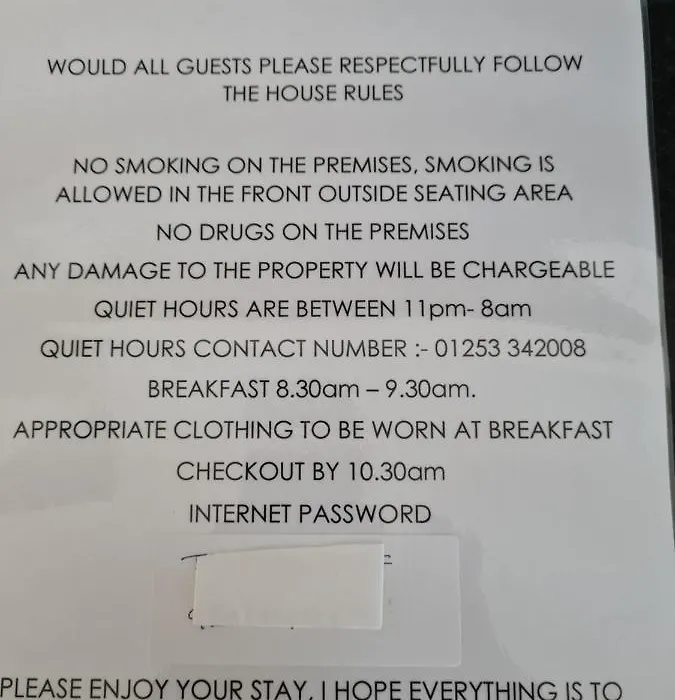 WOULD ALL GUESTS PLEASE RESPECTFULLY FOLLOW
THE HOUSE RULES
NO SMOKING ON THE PREMISES, SMOKING IS
ALLOWED IN THE FRONT OUTSIDE SEATING AREA
NO DRUGS ON THE PREMISES
ANY DAMAGE TO THE PROPERTY WILL BE CHARGEABLE
QUIET HOURS ARE BETWEEN 11pm- 8am
QUIET HOURS CONTACT NUMBER :- 01253 342008
BREAKFAST 8.30am – 9.30am.
APPROPRIATE CLOTHING TO BE WORN AT BREAKFAST
CHECKOUT BY 10.30am
INTERNET PASSWORD
PLEASE ENJOY YOUR STAY, I HOPE EVERYTHING IS TO